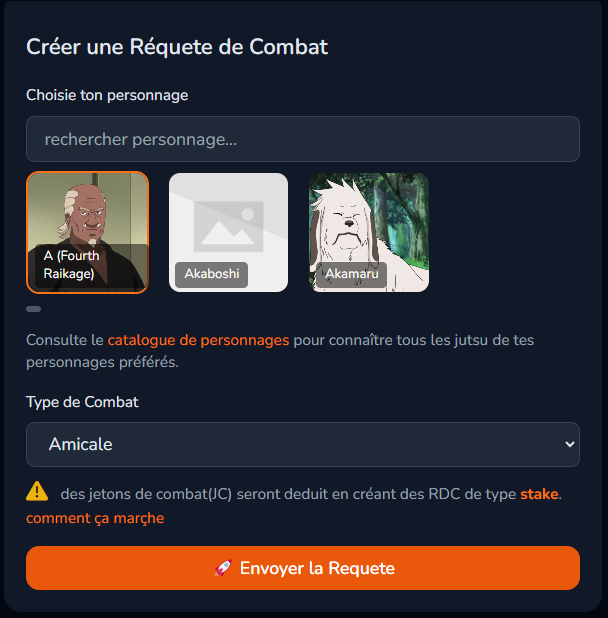 Créer une Réquete de Combat
Choisie ton personnage
rechercher personnage...
A (Fourth
Raikage)
Akaboshi
Akamaru
Consulte le catalogue de personnages pour connaître tous les jutsu de tes
personnages préférés.
Type de Combat
Amicale
des jetons de combat(JC) seront deduit en créant des RDC de type stake.
comment ça marçhe
🚀 Envoyer la Requete